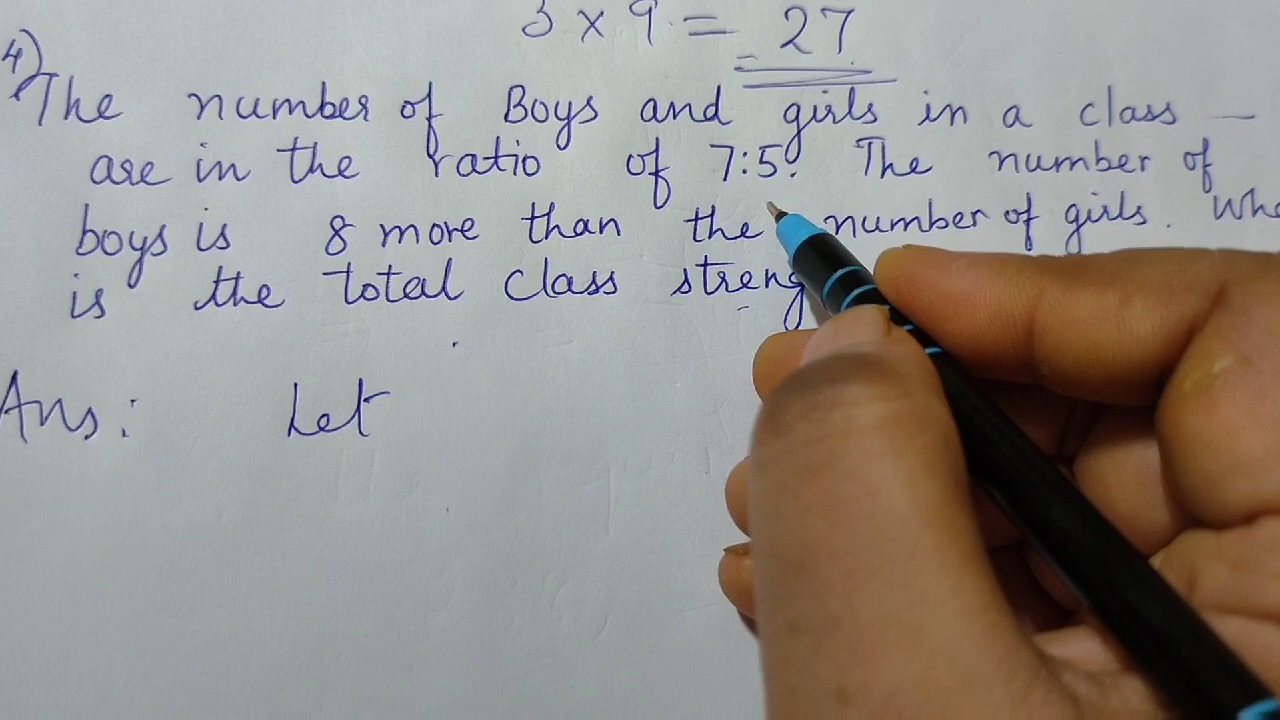 3 x 9 = 27
4)
The number of Boys and girls in a class –
are in the ratio of 7:5. The number of
boys is 8 more than the number of girls.
is the total class
Ans: Let